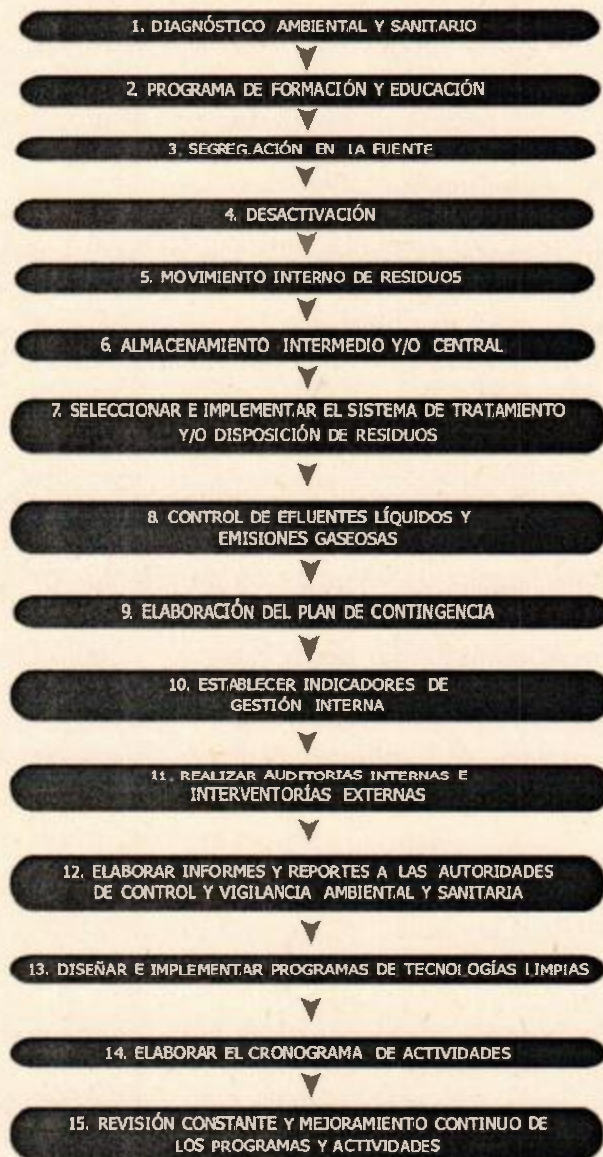 1. DIAGNÓSTICO AMBIENTAL Y SANITARIO
2. PROGRAMA DE FORMACIÓN Y EDUCACIÓN
3. SEGREGACIÓN EN LA FUENTE
4. DESACTIVACIÓN
5. MOVIMIENTO INTERNO DE RESIDUOS
6. ALMACENAMIENTO INTERMEDIO Y/O CENTRAL
7. SELECCIONAR E IMPLEMENTAR EL SISTEMA DE TRATAMIENTO
Y/O DISPOSICIÓN DE RESIDUOS
8. CONTROL DE EFLUENTES LÍQUIDOS Y
EMISIONES GASEOSAS
9. ELABORACIÓN DEL PLAN DE CONTINGENCIA
10. ESTABLECER INDICADORES DE
GESTIÓN INTERNA
11. REALIZAR AUDITORIAS INTERNAS E
INTERVENTORÍAS EXTERNAS
12. ELABORAR INFORMES Y REPORTES A LAS AUTORIDADES
DE CONTROL Y VIGILANCIA AMBIENTAL Y SANITARIA
13. DISEÑAR E IMPLEMENTAR PROGRAMAS DE TECNOLOGÍAS LIMPIAS
14. ELABORAR EL CRONOGRAMA DE ACTIVIDADES
15. REVISIÓN CONSTANTE Y MEJORAMIENTO CONTINUO DE
LOS PROGRAMAS Y ACTIVIDADES